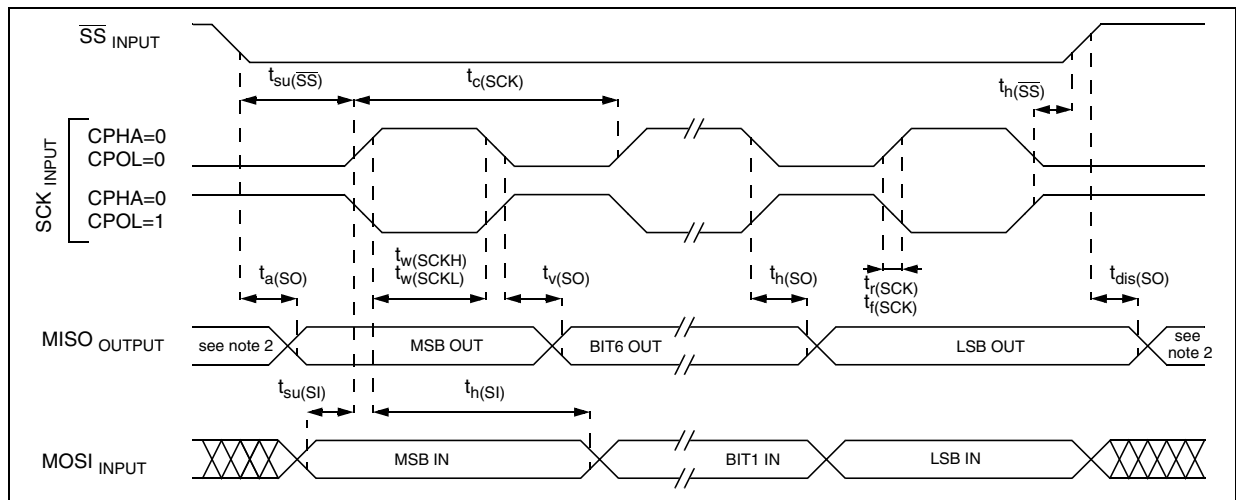 SS INPUT
tsu(SS)
tc(SCK)
th(SS)
SCK INPUT
CPHA=0
CPOL=0
CPHA=0
CPOL=1
ta(SO)
tw(SCKH)
tw(SCKL)
tv(SO)
th(SO)
tr(SCK)
tf(SCK)
tdis(SO)
MISO OUTPUT
see note 2
MSB OUT
BIT6 OUT
LSB OUT
see
note 2
tsu(SI)
th(SI)
MOSI INPUT
MSB IN
BIT1 IN
LSB IN